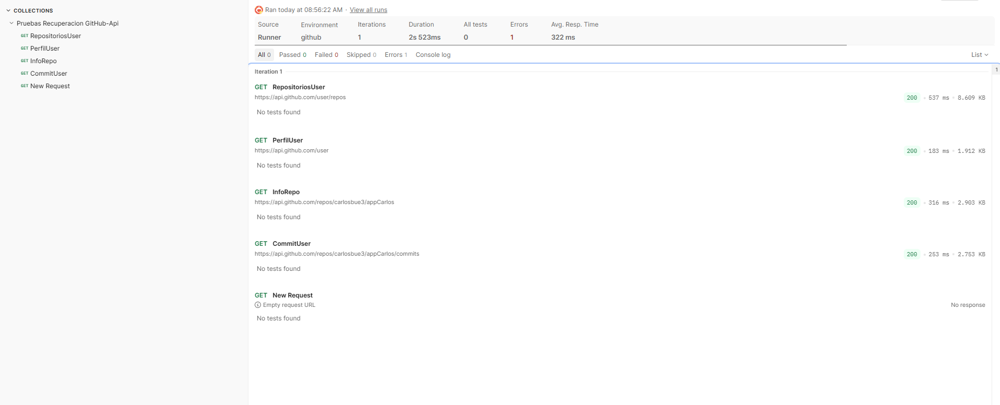 COLLECTIONS
Pruebas Recuperacion GitHub-Api
GET RepositoriosUser
GET PerfilUser
GET InfoRepo
GET CommitUser
GET New Request
Ran today at 08:56:22 AM · View all runs
Source Environment Iterations Duration All tests Errors Avg. Resp. Time
Runner github 1 2s 523ms 0 1 322 ms
All 0 Passed 0 Failed 0 Skipped 0 Errors 1 Console log List
Iteration 1
1
GET RepositoriosUser
https://api.github.com/user/repos
200 537 ms 8.609 KB
No tests found
GET PerfilUser
https://api.github.com/user
200 183 ms 1.912 KB
No tests found
GET InfoRepo
https://api.github.com/repos/carlosbue3/appCarlos
200 316 ms 2.903 KB
No tests found
GET CommitUser
https://api.github.com/repos/carlosbue3/appCarlos/commits
200 253 ms 2.753 KB
No tests found
GET New Request
Empty request URL No response
No tests found